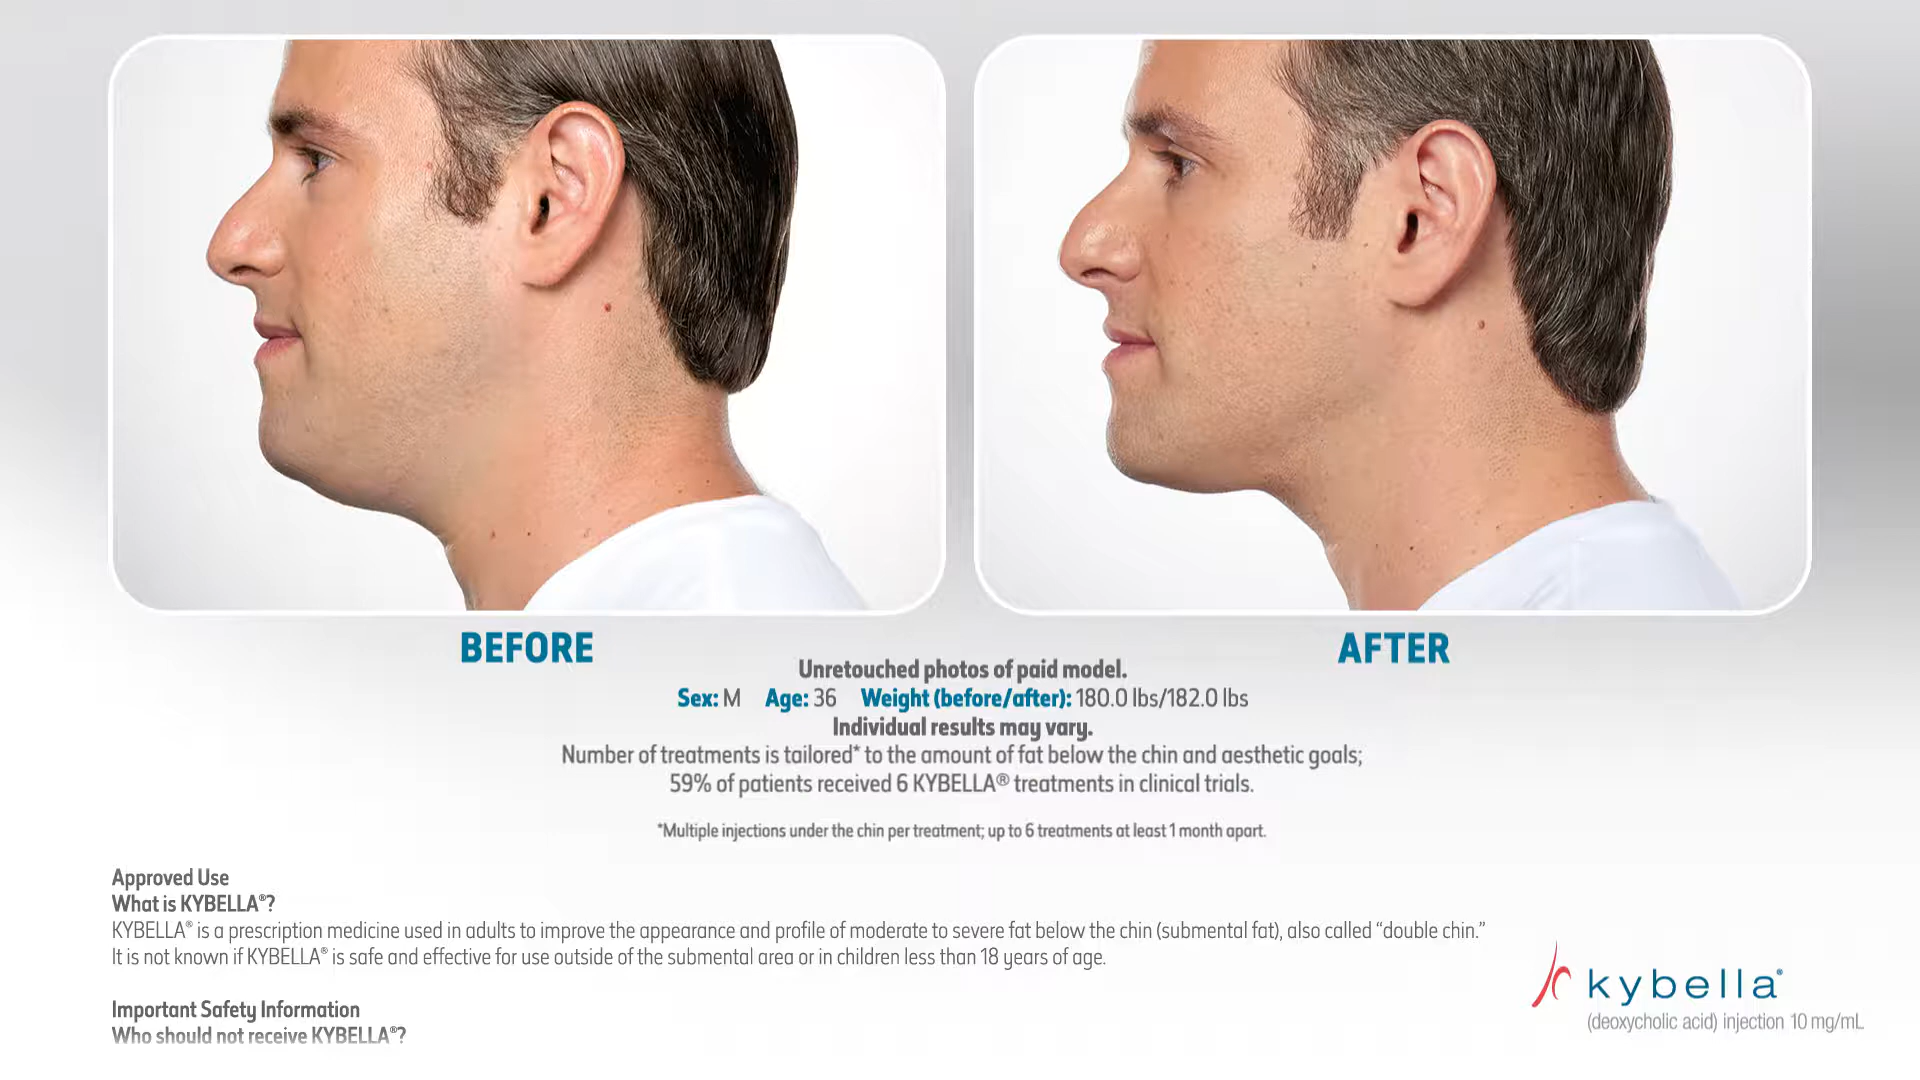 BEFORE
AFTER
Unretouched photos of paid model.
Sex: M Age: 36 Weight (before/after): 180.0 lbs/182.0 lbs
Individual results may vary.
Number of treatments is tailored* to the amount of fat below the chin and aesthetic goals;
59% of patients received 6 KYBELLA® treatments in clinical trials.
*Multiple injections under the chin per treatment; up to 6 treatments at least 1 month apart.
Approved Use
What is KYBELLA®?
KYBELLA® is a prescription medicine used in adults to improve the appearance and profile of moderate to severe fat below the chin (submental fat), also called “double chin.”
It is not known if KYBELLA® is safe and effective for use outside of the submental area or in children less than 18 years of age.
Important Safety Information
Who should not receive KYBELLA®?
kybella®
(deoxycholic acid) injection 10 mg/mL